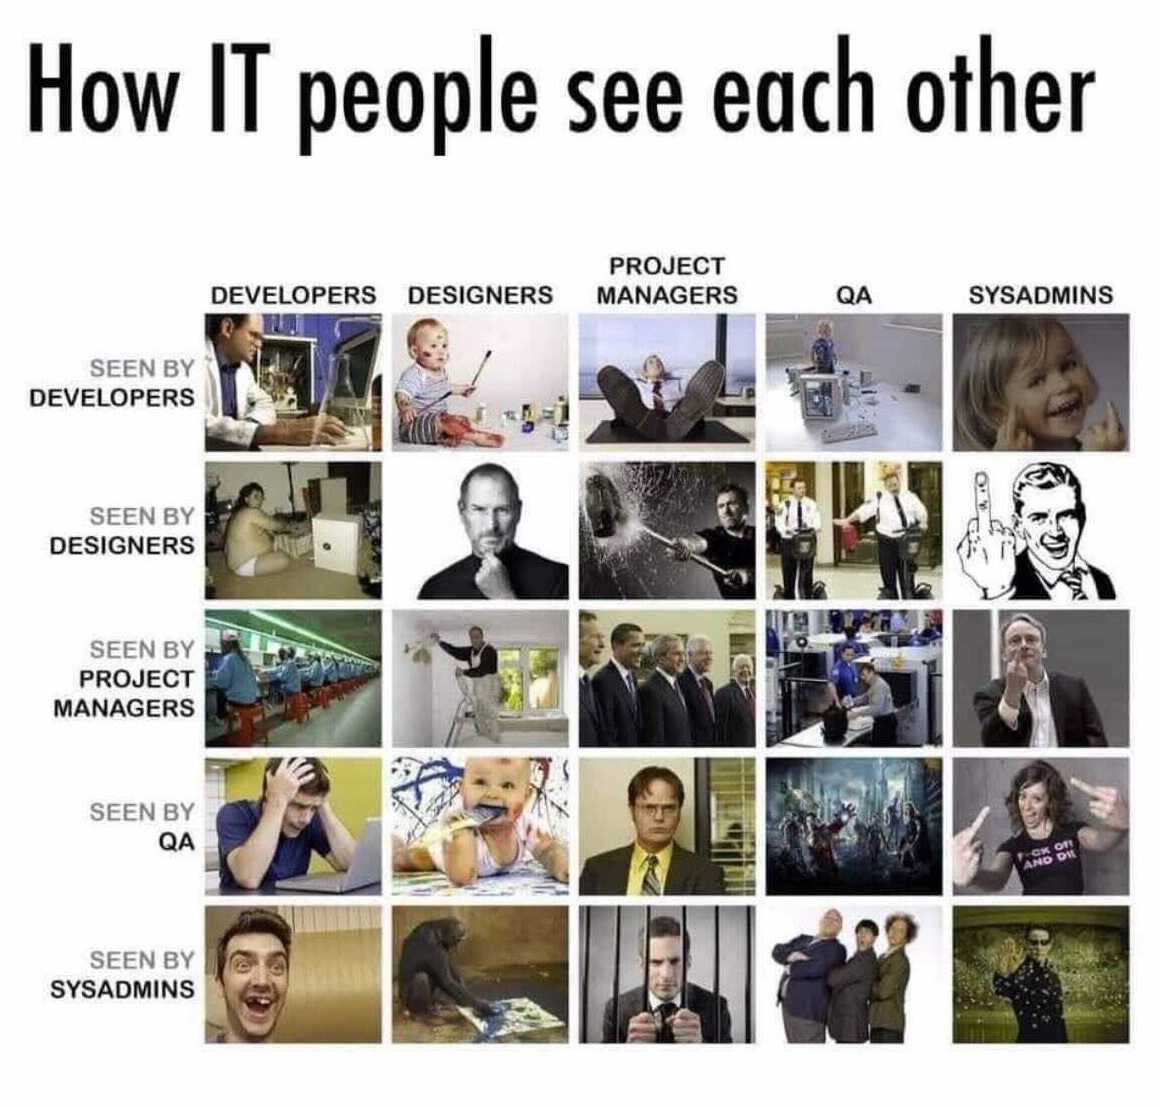 How IT people see each other
PROJECT
DEVELOPERS DESIGNERS MANAGERS QA SYSADMINS
SEEN BY
DEVELOPERS
SEEN BY
DESIGNERS
SEEN BY
PROJECT
MANAGERS
SEEN BY
QA
F CK OFF
AND DIE
SEEN BY
SYSADMINS